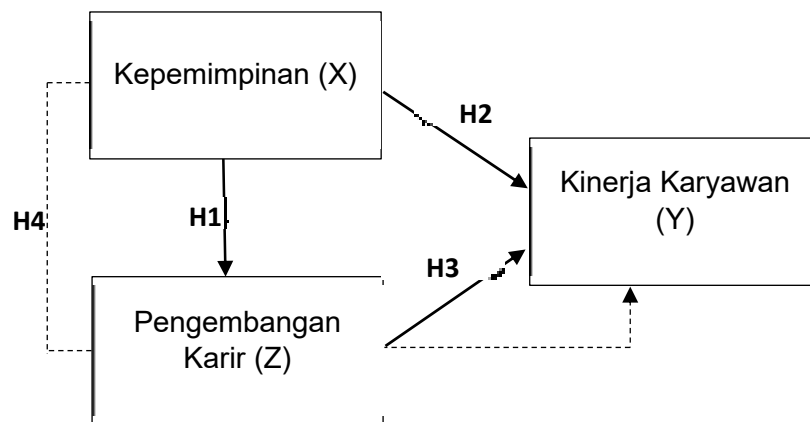 Kepemimpinan (X)
H2
Kinerja Karyawan
(Y)
H4
H1
H3
Pengembangan
Karir (Z)